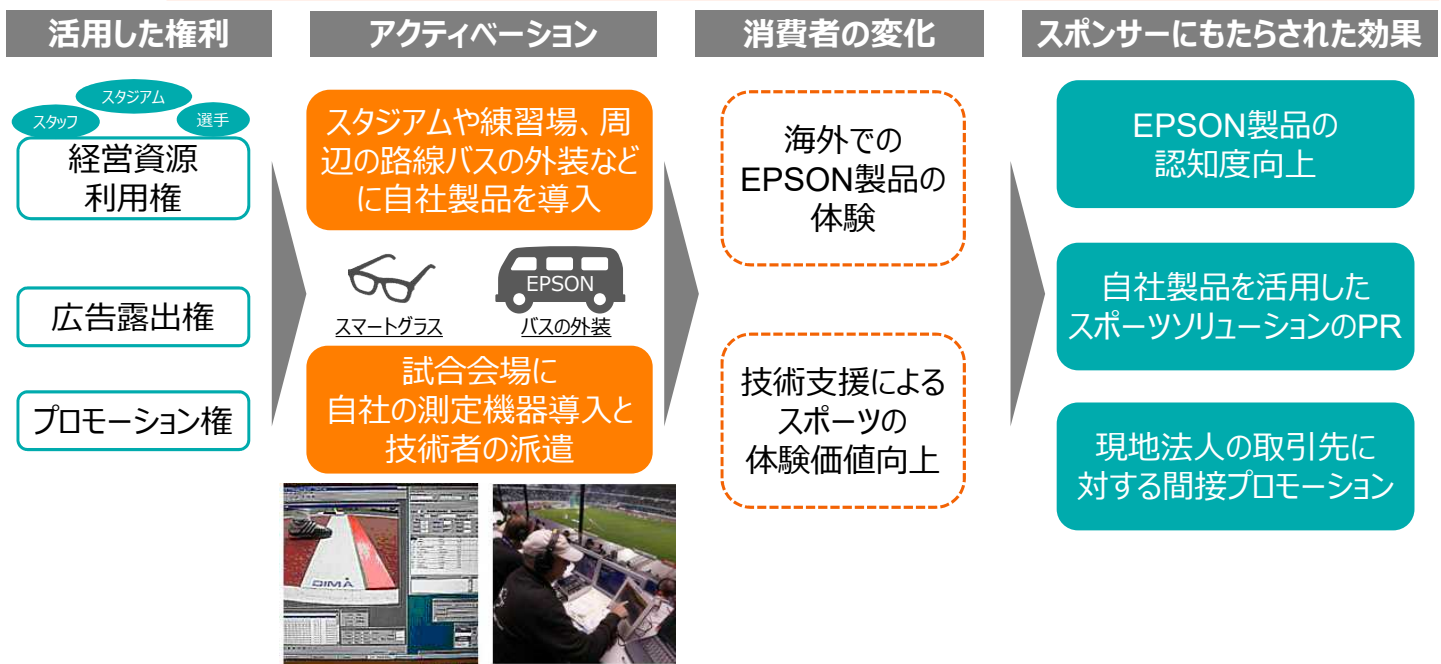 活用した権利
アクティベーション
消費者の変化
スポンサーにもたらされた効果
スタジアム
スタッフ
選手
経営資源
利用権
広告露出権
プロモーション権
スタジアムや練習場、周
辺の路線バスの外装など
に自社製品を導入
EPSON
スマートグラス
バスの外装
試合会場に
自社の測定機器導入と
技術者の派遣
DIMA
海外での
EPSON製品の
体験
技術支援による
スポーツの
体験価値向上
EPSON製品の
認知度向上
自社製品を活用した
スポーツソリューションのPR
現地法人の取引先に
対する間接プロモーション